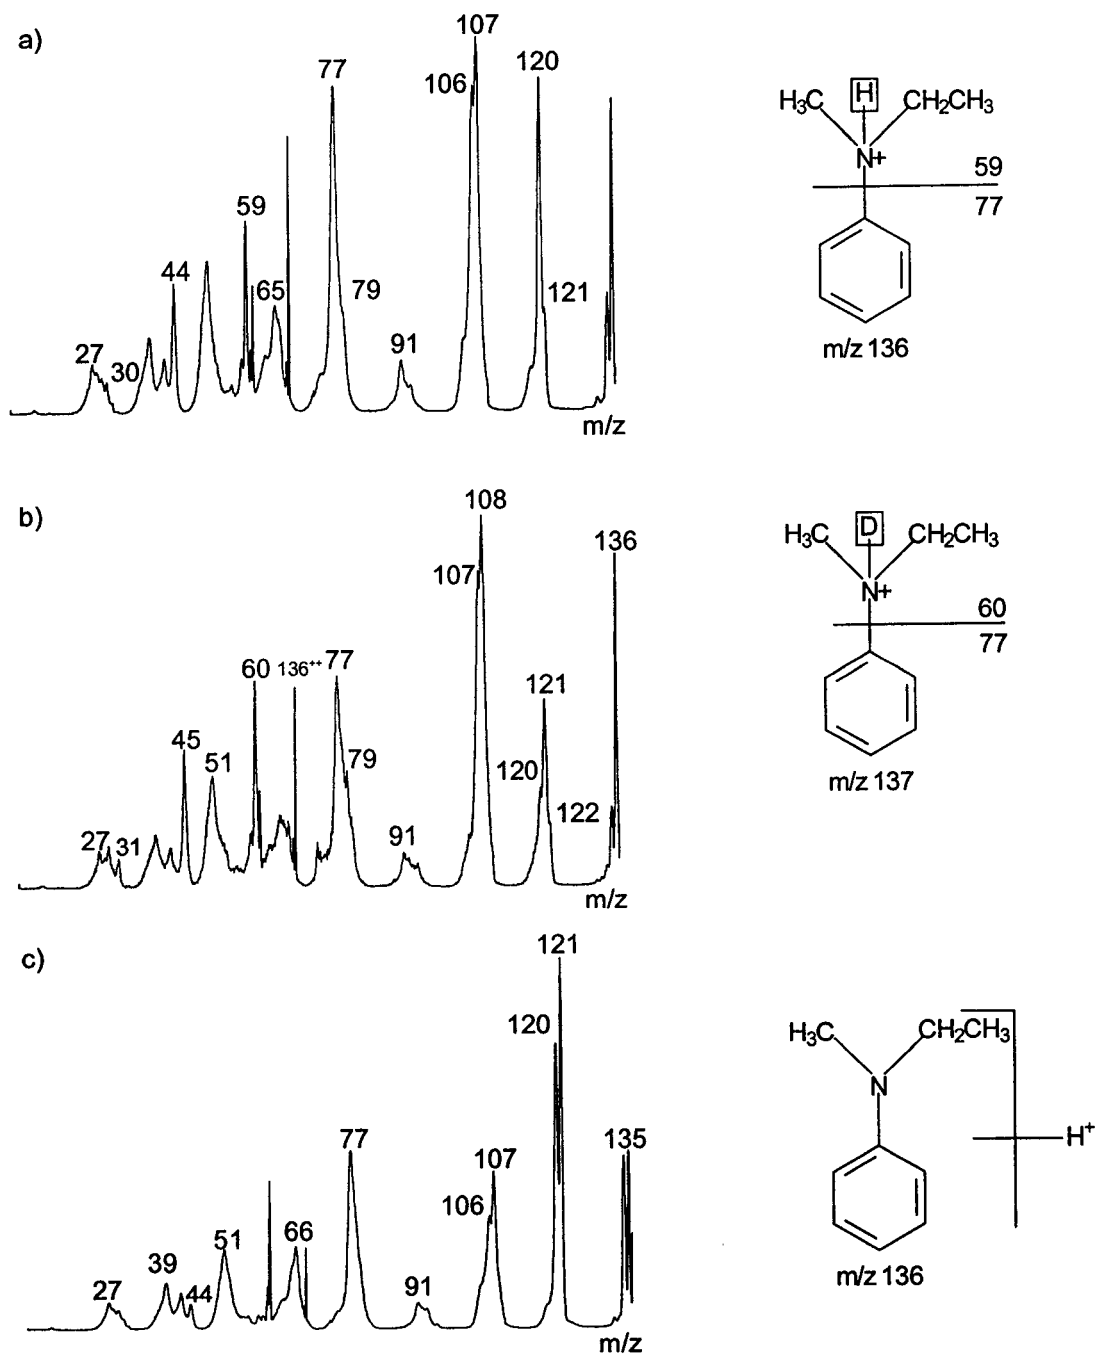 a)
107
106
120
77
59
44
65
79
121
27
30
91
m/z
H₃C
H
CH₂CH₃
N+
59
77
m/z 136
b)
108
107
136
60
136⁺⁺
77
121
45
51
79
120
122
27
31
91
m/z
H₃C
D
CH₂CH₃
N+
60
77
m/z 137
c)
121
120
77
107
106
135
51
66
39
44
27
91
m/z
H₃C
CH₂CH₃
N
H⁺
m/z 136